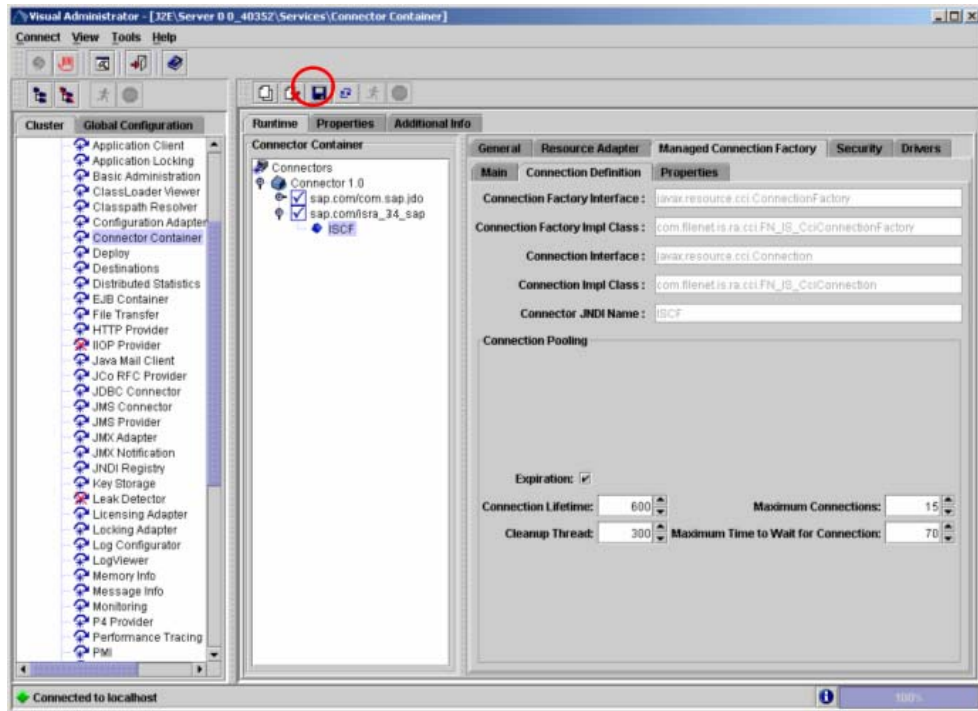 Visual Administrator - [J2E\Server 0 0_40352\Services\Connector Container]
Connect View Tools Help
Cluster Global Configuration
Application Client
Application Locking
Basic Administration
ClassLoader Viewer
Classpath Resolver
Configuration Adapter
Connector Container
Deploy
Destinations
Distributed Statistics
EJB Container
File Transfer
HTTP Provider
IIOP Provider
Java Mail Client
JCo RFC Provider
JDBC Connector
JMS Connector
JMS Provider
JMX Adapter
JMX Notification
JNDI Registry
Key Storage
Leak Detector
Licensing Adapter
Locking Adapter
Log Configurator
LogViewer
Memory Info
Message Info
Monitoring
P4 Provider
Performance Tracing
PMI
Runtime Properties Additional Info
Connector Container
Connectors
Connector 1.0
sap.com/com.sap.jdo
sap.com/isra_34_sap
ISCF
General Resource Adapter Managed Connection Factory Security Drivers
Main Connection Definition Properties
Connection Factory Interface : javax.resource.cci.ConnectionFactory
Connection Factory Impl Class : com.filenet.is.ra.cci.FN_IS_CciConnectionFactory
Connection Interface : javax.resource.cci.Connection
Connection Impl Class : com.filenet.is.ra.cci.FN_IS_CciConnection
Connector JNDI Name : ISCF
Connection Pooling
Expiration:
Connection Lifetime: 600 Maximum Connections: 15
Cleanup Thread: 300 Maximum Time to Wait for Connection: 70
Connected to localhost 100%